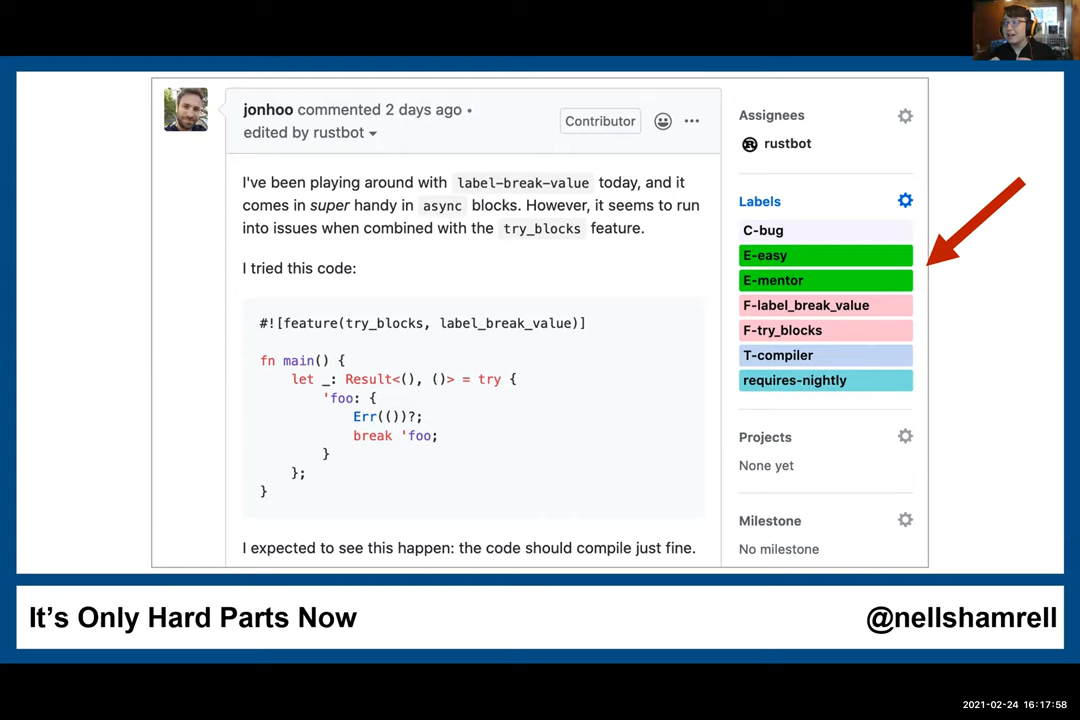 jonhoo commented 2 days ago •
edited by rustbot
Contributor
I've been playing around with label-break-value today, and it
comes in super handy in async blocks. However, it seems to run
into issues when combined with the try_blocks feature.
I tried this code:
#![feature(try_blocks, label_break_value)]
fn main() {
    let _: Result<(), ()> = try {
        'foo: {
            Err(())?;
            break 'foo;
        }
    };
}
I expected to see this happen: the code should compile just fine.
Assignees
rustbot
Labels
C-bug
E-easy
E-mentor
F-label_break_value
F-try_blocks
T-compiler
requires-nightly
Projects
None yet
Milestone
No milestone
It's Only Hard Parts Now
@nellshamrell
2021-02-24 16:17:58